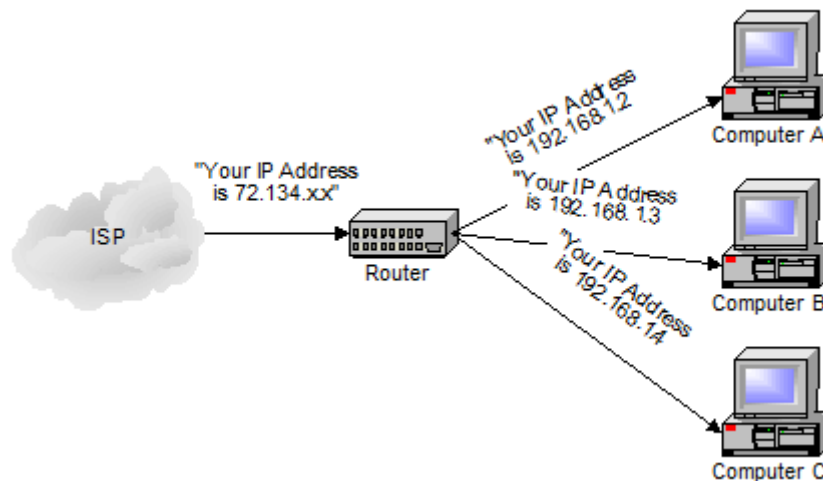 "Your IP Address
is 72.134.xx"
ISP
Router
"Your IP Address
is 192.168.1.2
"Your IP Address
is 192.168.1.3
"Your IP Address
is 192.168.1.4
Computer A
Computer B
Computer C